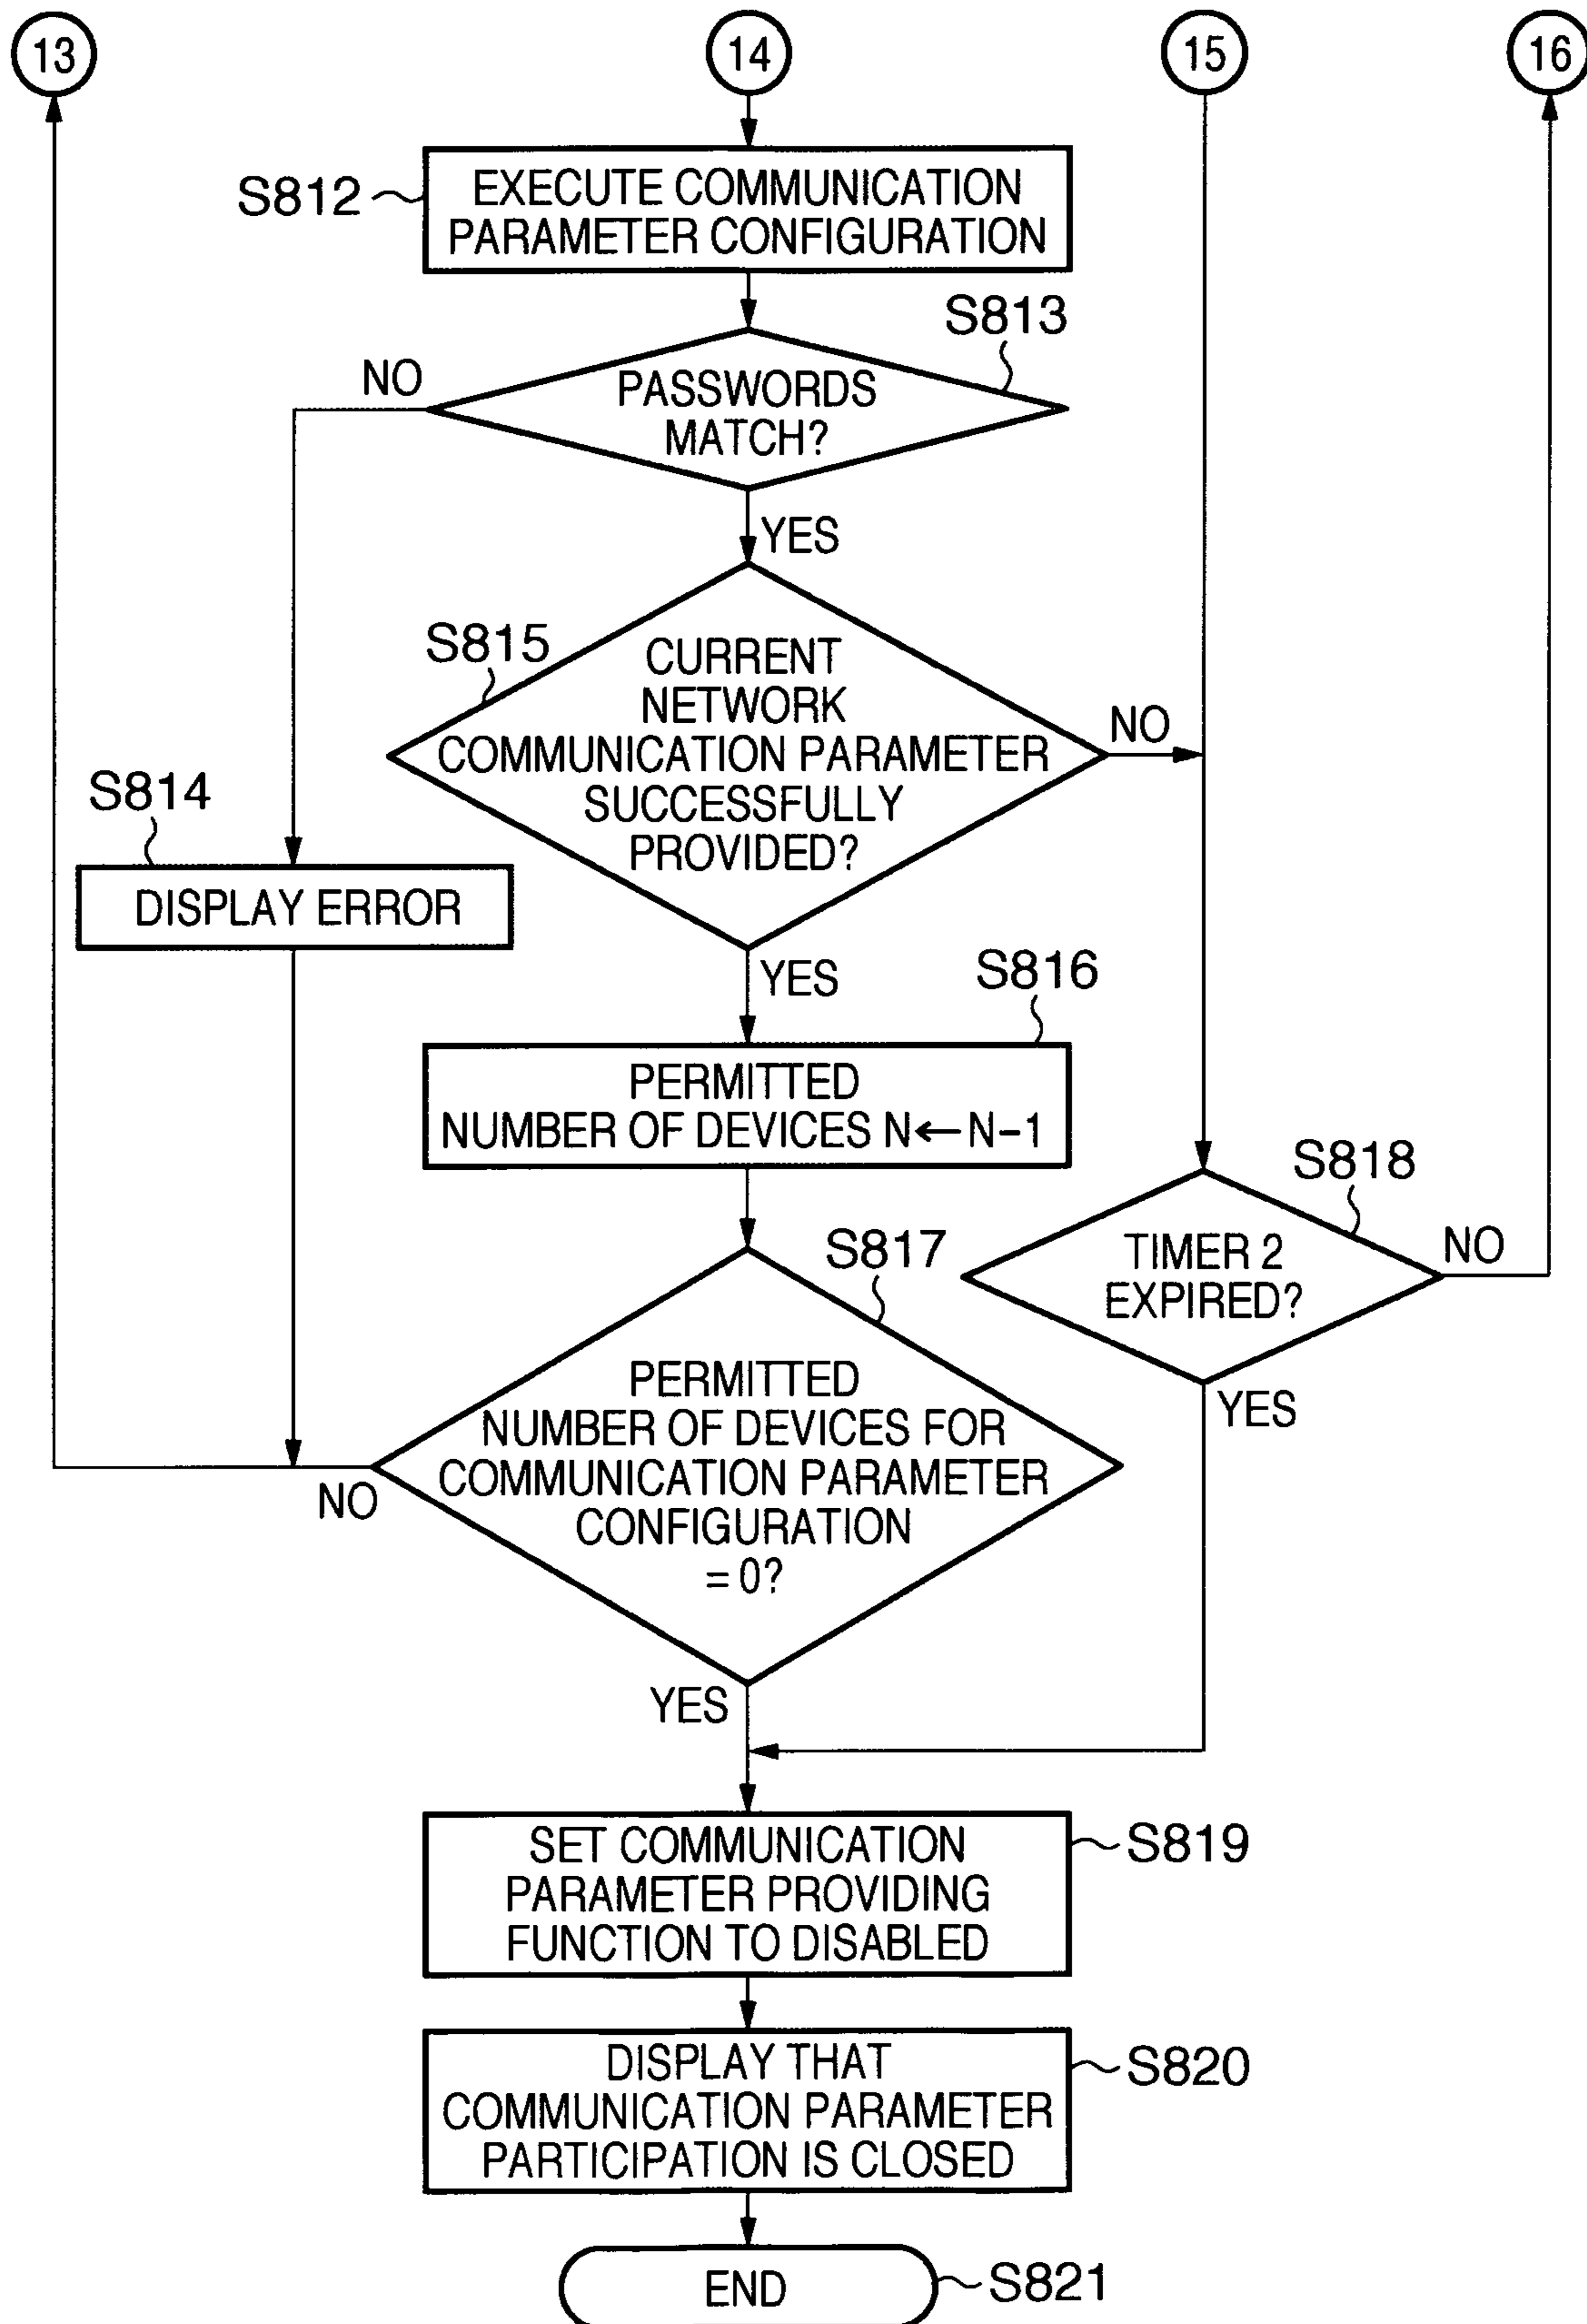 13
14
15
16
S812
EXECUTE COMMUNICATION
PARAMETER CONFIGURATION
S813
NO
PASSWORDS
MATCH?
YES
S815
CURRENT
NETWORK
COMMUNICATION PARAMETER
SUCCESSFULLY
PROVIDED?
NO
S814
DISPLAY ERROR
YES
S816
PERMITTED
NUMBER OF DEVICES N←N−1
S818
TIMER 2
EXPIRED?
NO
YES
S817
PERMITTED
NUMBER OF DEVICES FOR
COMMUNICATION PARAMETER
CONFIGURATION
= 0?
NO
YES
SET COMMUNICATION
PARAMETER PROVIDING
FUNCTION TO DISABLED
S819
DISPLAY THAT
COMMUNICATION PARAMETER
PARTICIPATION IS CLOSED
S820
END
S821